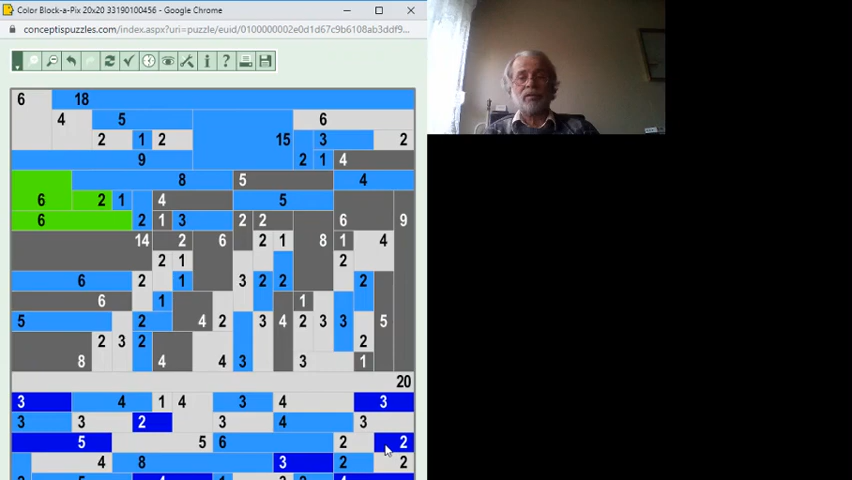 Color Block-a-Pix 20x20 33190100456 - Google Chrome
conceptispuzzles.com/index.aspx?uri=puzzle/euid/0100000002e0d1d67c9b6108ab3ddf9...
6 18
4 5 6
2 1 2 15 3 2
9 2 1 4
8 5 4
6 2 1 4 5
6 2 1 3 2 2 6 9
14 2 6 2 1 8 1 4
2 1 2
6 2 1 3 2 2 2
6 1 1
5 2 4 2 3 4 2 3 3 5
2 3 2 2
8 4 4 3 3 1
20
3 4 1 4 3 4 3
3 3 2 3 4 3
5 5 6 2 2
4 8 3 2 2